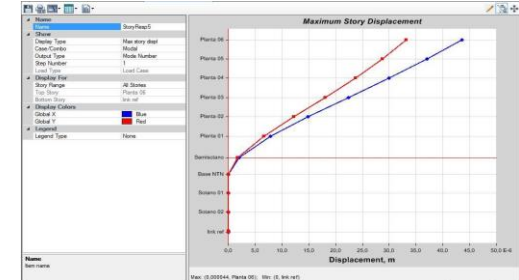 Maximum Story Displacement
Name
Name StoryResp5
Show
Display Type Max story displ
Case/Combo Modal
Output Type Mode Number
Step Number 1
Load Type Load Case
Display For
Story Range All Stories
Top Story Planta 06
Bottom Story link ref
Display Colors
Global X Blue
Global Y Red
Legend
Legend Type None
Planta 06
Planta 05
Planta 04
Planta 03
Planta 02
Planta 01
Semisótano
Base NTN
Sotano 01
Sotano 02
link ref
0,0 5,0 10,0 15,0 20,0 25,0 30,0 35,0 40,0 45,0 50,0 E-6
Displacement, m
Name
Item name
Max: (0,000044, Planta 06); Min: (0, link ref)